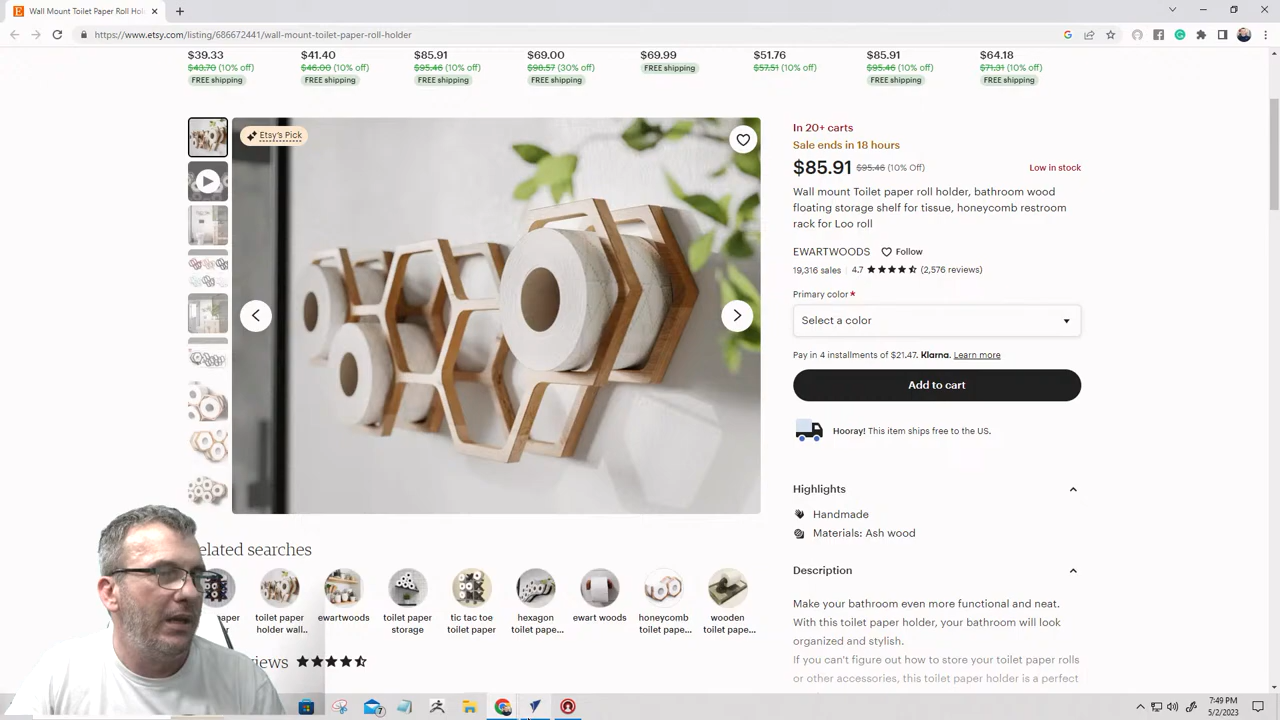 Wall Mount Toilet Paper Roll Hol
https://www.etsy.com/listing/686672441/wall-mount-toilet-paper-roll-holder
$39.33 $41.40 $85.91 $69.00 $69.99 $51.76 $85.91 $64.18
$43.70 (10% off) $46.00 (10% off) $95.46 (10% off) $98.57 (30% off) FREE shipping $57.51 (10% off) $95.46 (10% off) $71.31 (10% off)
FREE shipping FREE shipping FREE shipping FREE shipping FREE shipping FREE shipping
Etsy's Pick
In 20+ carts
Sale ends in 18 hours
$85.91 $95.46 (10% Off) Low in stock
Wall mount Toilet paper roll holder, bathroom wood
floating storage shelf for tissue, honeycomb restroom
rack for Loo roll
EWARTWOODS Follow
19,316 sales 4.7 (2,576 reviews)
Primary color *
Select a color
Pay in 4 installments of $21.47. Klarna. Learn more
Add to cart
Hooray! This item ships free to the US.
Highlights
Handmade
Materials: Ash wood
Description
Make your bathroom even more functional and neat.
With this toilet paper holder, your bathroom will look
organized and stylish.
If you can't figure out how to store your toilet paper rolls
or other accessories, this toilet paper holder is a perfect
elated searches
paper toilet paper ewartwoods toilet paper tic tac toe hexagon ewart woods honeycomb wooden
r holder wall.. storage toilet paper toilet pape... toilet pape... toilet pape...
views
7
7:49 PM
5/2/2023